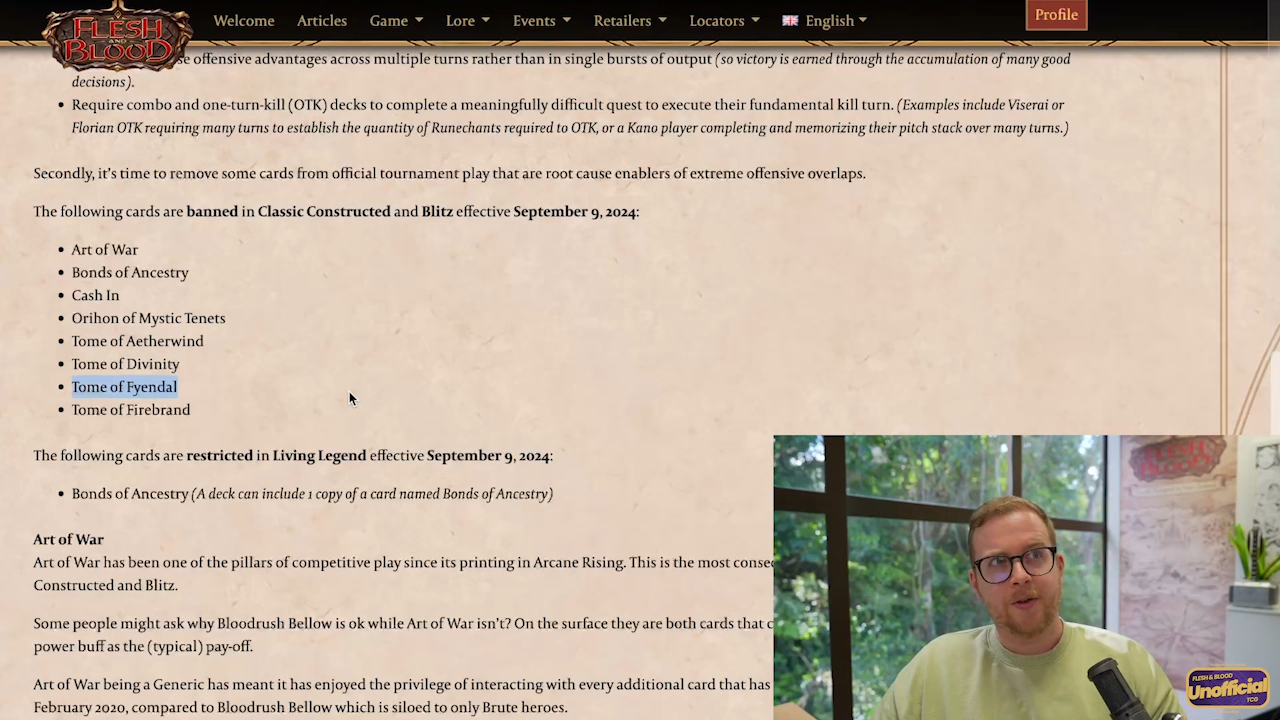 FLESH AND BLOOD
Welcome Articles Game Lore Events Retailers Locators English Profile
se offensive advantages across multiple turns rather than in single bursts of output (so victory is earned through the accumulation of many good
decisions).
• Require combo and one-turn-kill (OTK) decks to complete a meaningfully difficult quest to execute their fundamental kill turn. (Examples include Viserai or
Florian OTK requiring many turns to establish the quantity of Runechants required to OTK, or a Kano player completing and memorizing their pitch stack over many turns.)
Secondly, it's time to remove some cards from official tournament play that are root cause enablers of extreme offensive overlaps.
The following cards are banned in Classic Constructed and Blitz effective September 9, 2024:
• Art of War
• Bonds of Ancestry
• Cash In
• Orihon of Mystic Tenets
• Tome of Aetherwind
• Tome of Divinity
• Tome of Fyendal
• Tome of Firebrand
The following cards are restricted in Living Legend effective September 9, 2024:
• Bonds of Ancestry (A deck can include 1 copy of a card named Bonds of Ancestry)
Art of War
Art of War has been one of the pillars of competitive play since its printing in Arcane Rising. This is the most
Constructed and Blitz.
Some people might ask why Bloodrush Bellow is ok while Art of War isn't? On the surface they are both cards that
power buff as the (typical) pay-off.
Art of War being a Generic has meant it has enjoyed the privilege of interacting with every additional card that has
February 2020, compared to Bloodrush Bellow which is siloed to only Brute heroes.
FLESH AND BLOOD
FLESH & BLOOD
Unofficial
TCG